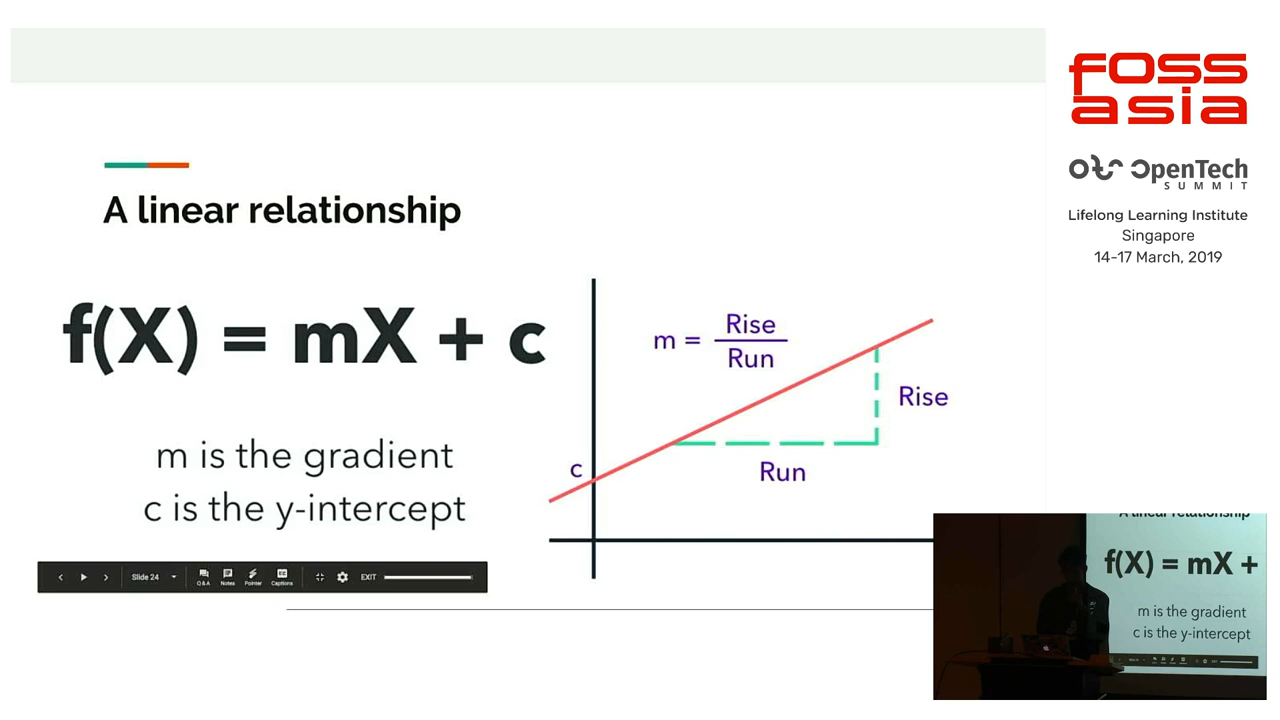 A linear relationship
f(X) = mX + c
m is the gradient
c is the y-intercept
m = Rise
Run
Rise
Run
c
Slide 24
Q & A
Notes
Pointer
Captions
EXIT
FOSS
asia
OpenTech
SUMMIT
Lifelong Learning Institute
Singapore
14-17 March, 2019
A linear relationship
f(X) = mX +
m is the gradient
c is the y-intercept